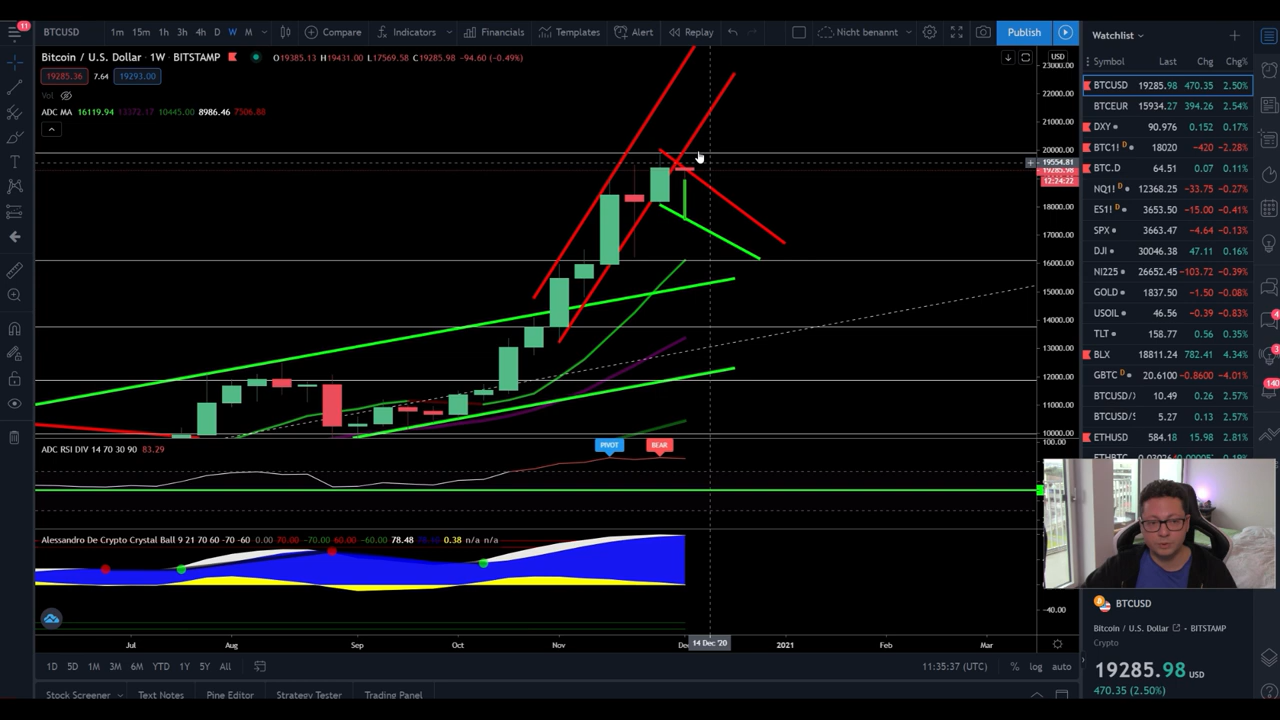 11
BTCUSD 1m 15m 1h 3h 4h D W M Compare Indicators Financials Templates Alert Replay Nicht benannt Publish
Bitcoin / U.S. Dollar · 1W · BITSTAMP O19385.13 H19431.00 L17569.58 C19285.98 -94.60 (-0.49%)
19285.36 7.64 19293.00
Vol
ADC MA 16119.94 13372.17 10445.00 8986.46 7506.88
USD
23000.00
22000.00
21000.00
20000.00
19554.81
19285.98
12:24:22
18000.00
17000.00
16000.00
15000.00
14000.00
13000.00
12000.00
11000.00
10000.00
ADC RSI DIV 14 70 30 90 83.29
PIVOT BEAR
100.00
Alessandro De Crypto Crystal Ball 9 21 70 60 -70 -60 0.00 70.00 -70.00 60.00 -60.00 78.48 0.38 n/a n/a
-40.00
Jul Aug Sep Oct Nov De 14 Dec '20 2021 Feb Mar
1D 5D 1M 3M 6M YTD 1Y 5Y All 11:35:37 (UTC) % log auto
Stock Screener Text Notes Pine Editor Strategy Tester Trading Panel
Watchlist
Symbol Last Chg Chg%
BTCUSD 19285.98 470.35 2.50%
BTCEUR 15934.27 394.26 2.54%
DXY 90.976 0.152 0.17%
BTC1! D 18020 -420 -2.28%
BTC.D 64.51 0.11 0.17%
NQ1! D 12368.25 -33.75 -0.27%
ES1! D 3653.50 -15.00 -0.41%
SPX 3663.47 -4.64 -0.13%
DJI 30046.38 47.11 0.16%
NI225 26652.45 -103.72 -0.39%
GOLD 1837.50 -1.50 -0.08%
USOIL 46.56 -0.39 -0.83%
TLT 158.77 0.56 0.35%
BLX 18811.24 782.41 4.34%
GBTC D 20.6100 -0.8600 -4.01%
BTCUSD/ 10.49 0.26 2.57%
BTCUSD/ 5.27 0.13 2.57%
ETHUSD 584.18 15.98 2.81%
BTCUSD
Bitcoin / U.S. Dollar · BITSTAMP
Crypto
19285.98 USD
470.35 (2.50%)